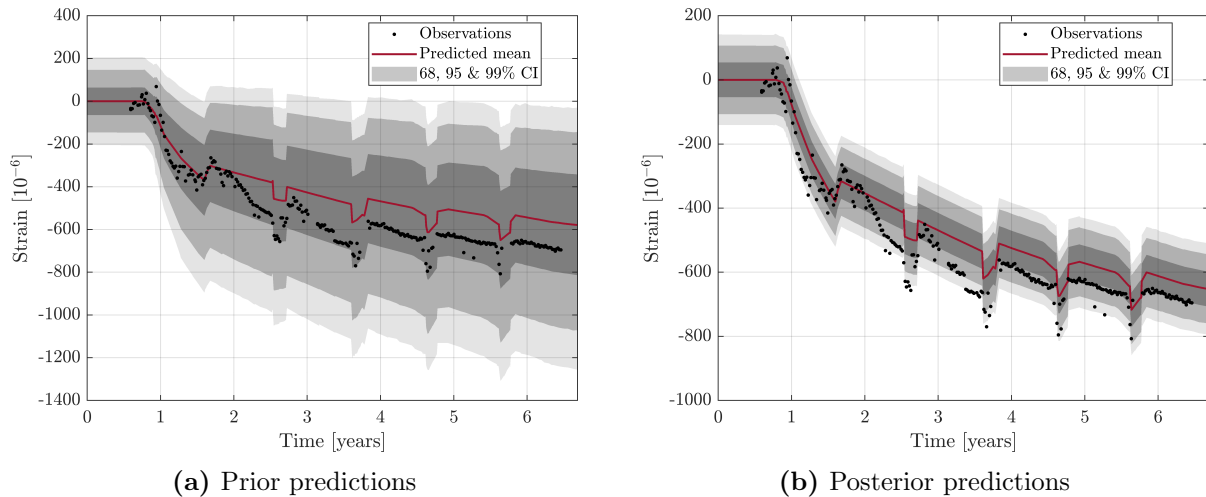 400
200
0
-200
-400
-600
-800
-1000
-1200
-1400
Strain [10⁻⁶]
0 1 2 3 4 5 6
Time [years]
Observations
Predicted mean
68, 95 & 99% CI
(a) Prior predictions
200
0
-200
-400
-600
-800
-1000
Strain [10⁻⁶]
0 1 2 3 4 5 6
Time [years]
Observations
Predicted mean
68, 95 & 99% CI
(b) Posterior predictions